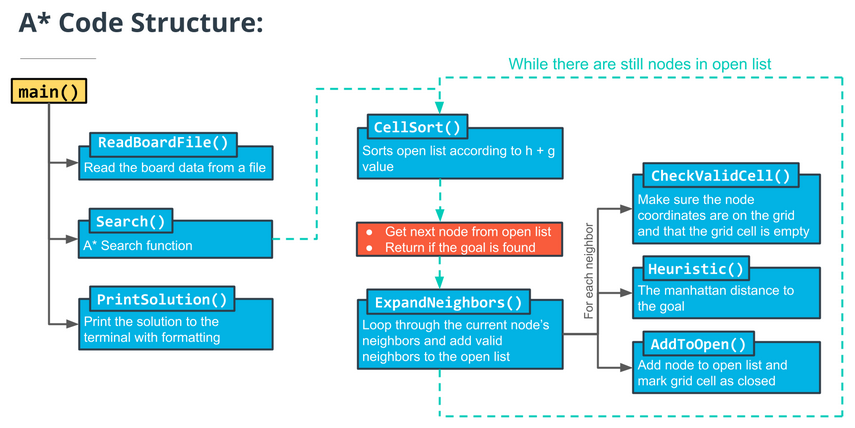 A* Code Structure:
While there are still nodes in open list
main()
ReadBoardFile()
Read the board data from a file
Search()
A* Search function
PrintSolution()
Print the solution to the
terminal with formatting
CellSort()
Sorts open list according to h + g
value
● Get next node from open list
● Return if the goal is found
ExpandNeighbors()
Loop through the current node's
neighbors and add valid
neighbors to the open list
For each neighbor
CheckValidCell()
Make sure the node
coordinates are on the grid
and that the grid cell is empty
Heuristic()
The manhattan distance to
the goal
AddToOpen()
Add node to open list and
mark grid cell as closed